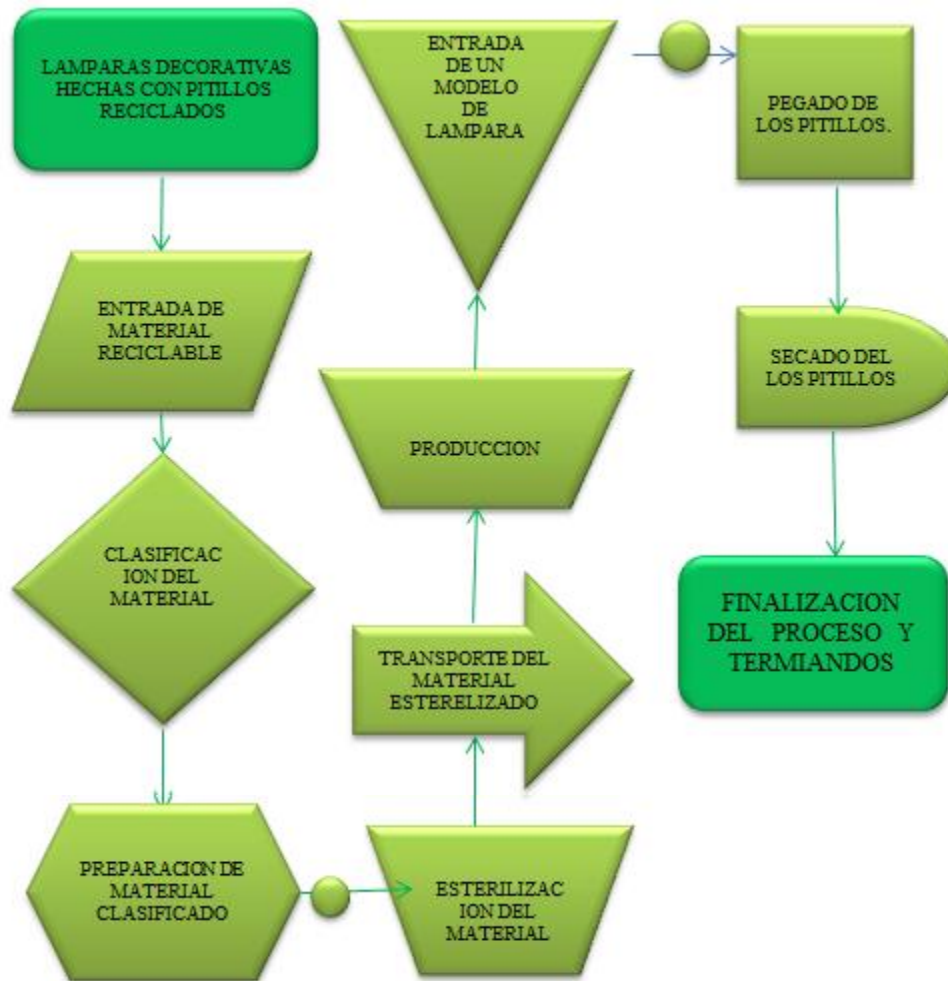 LAMPARAS DECORATIVAS
HECHAS CON PITILLOS
RECICLADOS
ENTRADA DE
MATERIAL
RECICLABLE
CLASIFICAC
ION DEL
MATERIAL
PREPARACION DE
MATERIAL
CLASIFICADO
ESTERILIZAC
ION DEL
MATERIAL
TRANSPORTE DEL
MATERIAL
ESTERELIZADO
PRODUCCION
ENTRADA
DE UN
MODELO
DE
LAMPARA
PEGADO DE
LOS PITILLOS.
SECADO DEL
LOS PITILLOS
FINALIZACION
DEL PROCESO Y
TERMIANDOS